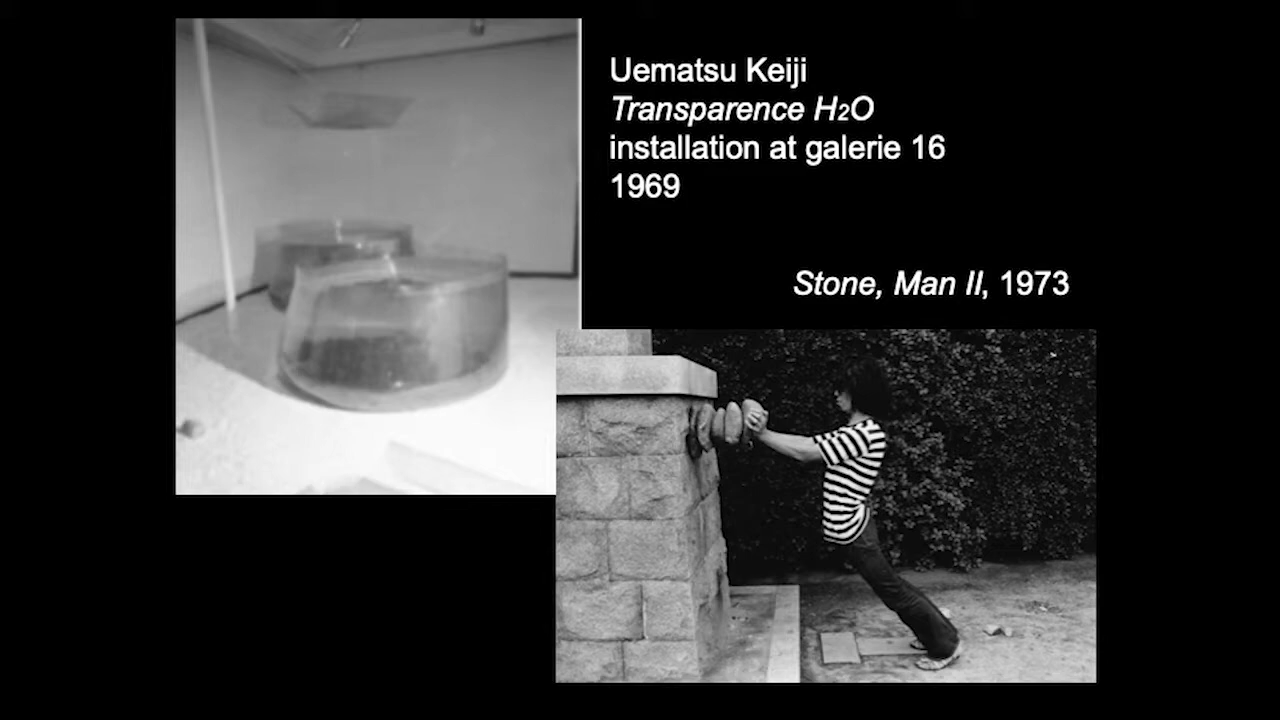 Uematsu Keiji
Transparence H₂O
installation at galerie 16
1969
Stone, Man II, 1973